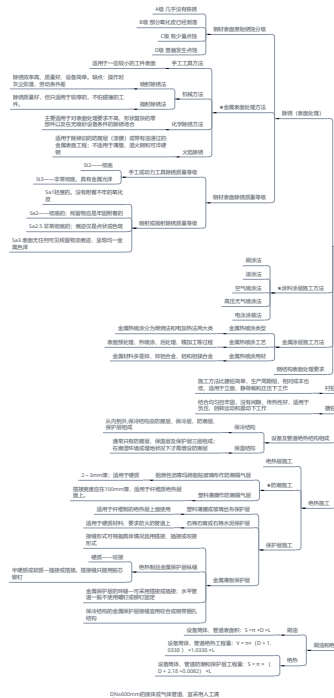 A级 几乎没有铁锈
B级 部分氧化皮已经剥落
C级 有少量点蚀
D级 普遍发生点蚀
钢材表面原始锈蚀分级
适用于一些较小的工件表面
手工工具方法
除锈效率高、质量好、设备简单。缺点：操作时
灰尘弥漫，劳动条件差
喷射除锈法
机械方法
除锈质量好，但只适用于较厚的、不怕碰撞的工
件。
抛射除锈法
★金属表面处理方法
除锈（表面处理）
主要适用于对表面处理要求不高、形状复杂的零
部件以及在无喷砂设备条件的除锈场合
化学除锈方法
适用于除掉旧的防腐层（漆膜）或带有油浸过的
金属表面工程；不适用于薄壁、退火钢和可淬硬
钢
火焰除锈
St2——彻底
St3——非常彻底，具有金属光泽
手工或动力工具除锈质量等级
Sa1轻度的。没有附着不牢的氧化
皮
Sa2——彻底的；残留物应是牢固附着的
Sa2.5 非常彻底的；痕迹仅是点状或色斑
Sa3 表面无任何可见残留物及痕迹，呈现均一金
属色泽
喷射或抛射除锈质量等级
钢材表面除锈质量等级
刷涂法
滚涂法
空气喷涂法
高压无气喷涂法
电泳涂装法
★涂料涂层施工方法
金属热喷涂分为燃烧法和电加热法两大类
金属热喷涂类型
表面预处理、热喷涂、后处理、精加工等过程
金属热喷涂工艺
金属涂层施工方法
金属材料多是锌、锌铝合金、铝和铝镁合金
金属热喷涂用材
钢结构表面处理要求
施工方法比搪铅简单、生产周期短，相对成本也
低，适用于立面、静荷载和正压下工作
衬铅
结合均匀且牢固，没有间隙，传热性好，适用于
负压、回转运动和震动下工作
搪铅
从内到外:保冷结构由防腐层、保冷层、防潮层、
保护层组成
保冷结构
通常只有防腐层、保温层及保护层三层组成；
在潮湿环境或埋地状况下才需增设防潮层
保温结构
设备及管道绝热结构组成
绝热层施工
2～3mm厚；适用于硬质
阻燃性沥青玛蹄脂贴玻璃布作防潮隔气层
搭接宽度应在100mm厚，适用于纤维质绝热层
面上。
塑料薄膜作防潮隔气层
★防潮施工
适用于纤维制的绝热层上面使用
塑料薄膜或玻璃丝布保护层
适用于硬质材料、要求防火的管道上
石棉石膏或石棉水泥保护层
绝热施工
接缝形式可根据具体情况选用搭接、插接或咬接
形式
硬质——咬接
半硬质或软质—插接或搭接，搭接缝只能用抽芯
铆钉
绝热制品金属保护层纵缝
金属保护层的环缝—可采用搭接或插接；水平管
道一般不使用螺钉或铆钉固定
保冷结构的金属保护层接缝宜用咬合或钢带捆扎
结构
金属薄板保护层
保护层施工
设备筒体、管道表面积：S =π ×D ×L
刷油
设备筒体、管道绝热工程量：V = π×（D + 1.
033δ ）×1.033δ ×L
设备筒体、管道防潮和保护层工程量：S = π ×（
D + 2.1δ +0.0082）×L
绝热
DN≥600mm的液体或气体管道，宜采用人工清